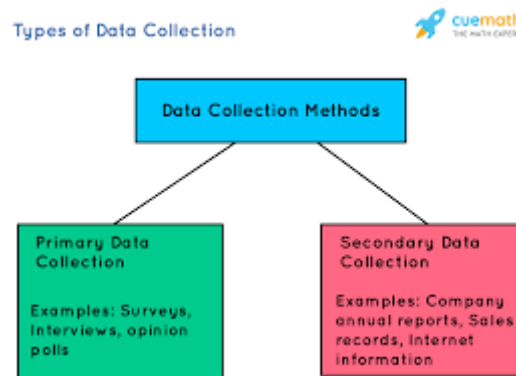 Types of Data Collection
cuemath
THE MATH EXPER
Data Collection Methods
Primary Data
Collection
Examples: Surveys,
Interviews, opinion
polls
Secondary Data
Collection
Examples: Company
annual reports, Sales
records, Internet
information